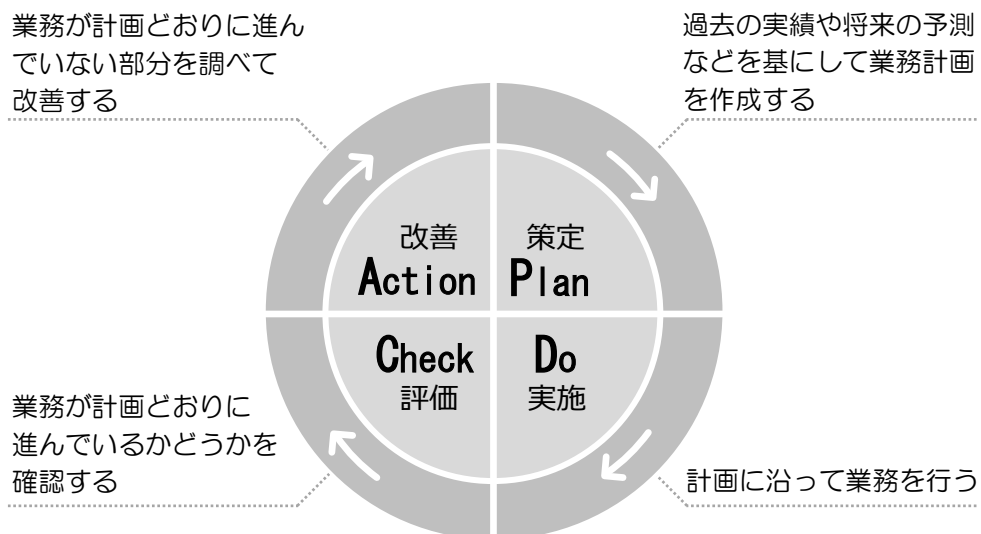 業務が計画どおりに進ん
でいない部分を調べて
改善する
過去の実績や将来の予測
などを基にして業務計画
を作成する
改善
Action
策定
Plan
Check
評価
Do
実施
業務が計画どおりに
進んでいるかどうかを
確認する
計画に沿って業務を行う